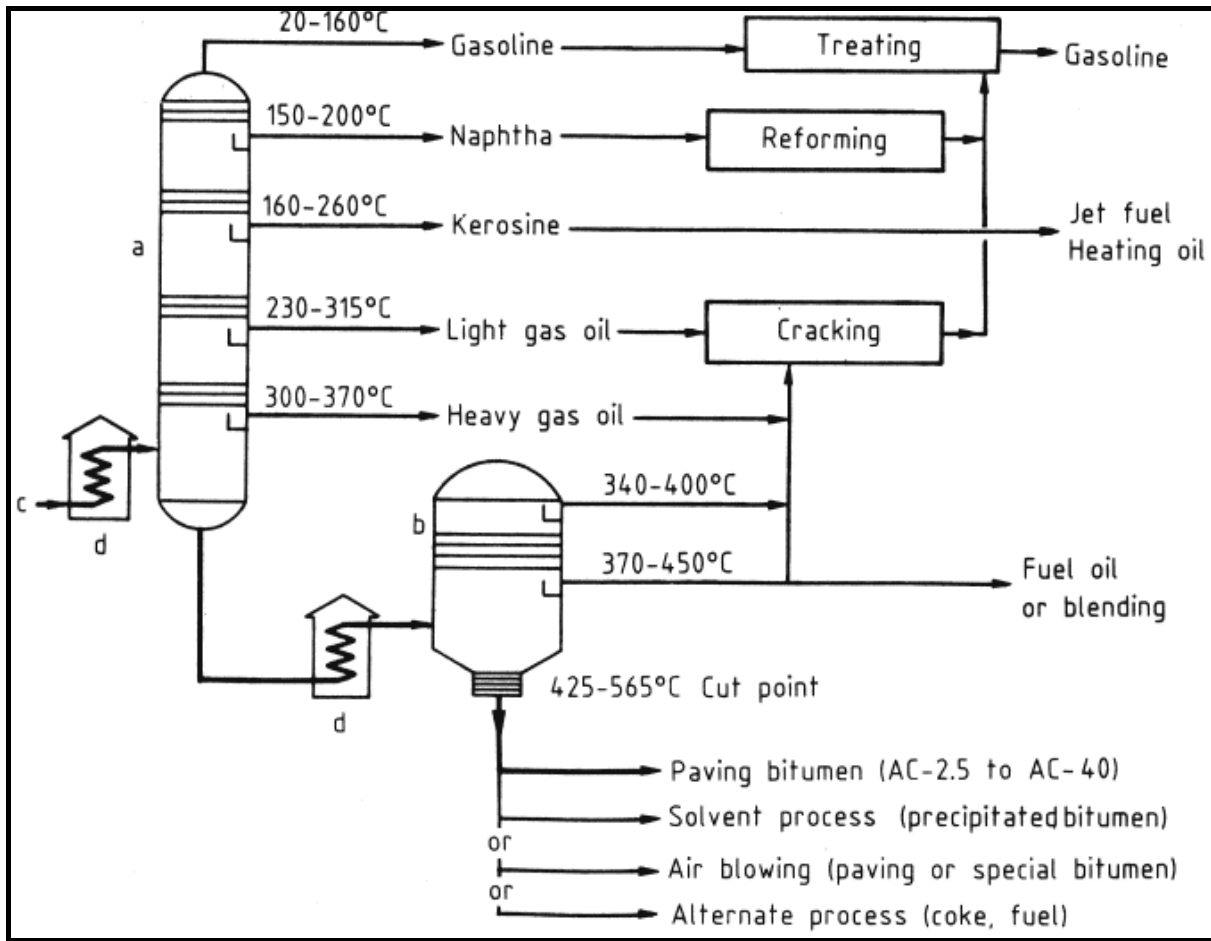 20-160°C
Gasoline
Treating
Gasoline
150-200°C
Naphtha
Reforming
160-260°C
Kerosine
Jet fuel
Heating oil
a
230-315°C
Light gas oil
Cracking
300-370°C
Heavy gas oil
c
d
b
340-400°C
370-450°C
Fuel oil
or blending
d
425-565°C Cut point
Paving bitumen (AC-2.5 to AC-40)
Solvent process (precipitated bitumen)
or
Air blowing (paving or special bitumen)
or
Alternate process (coke, fuel)